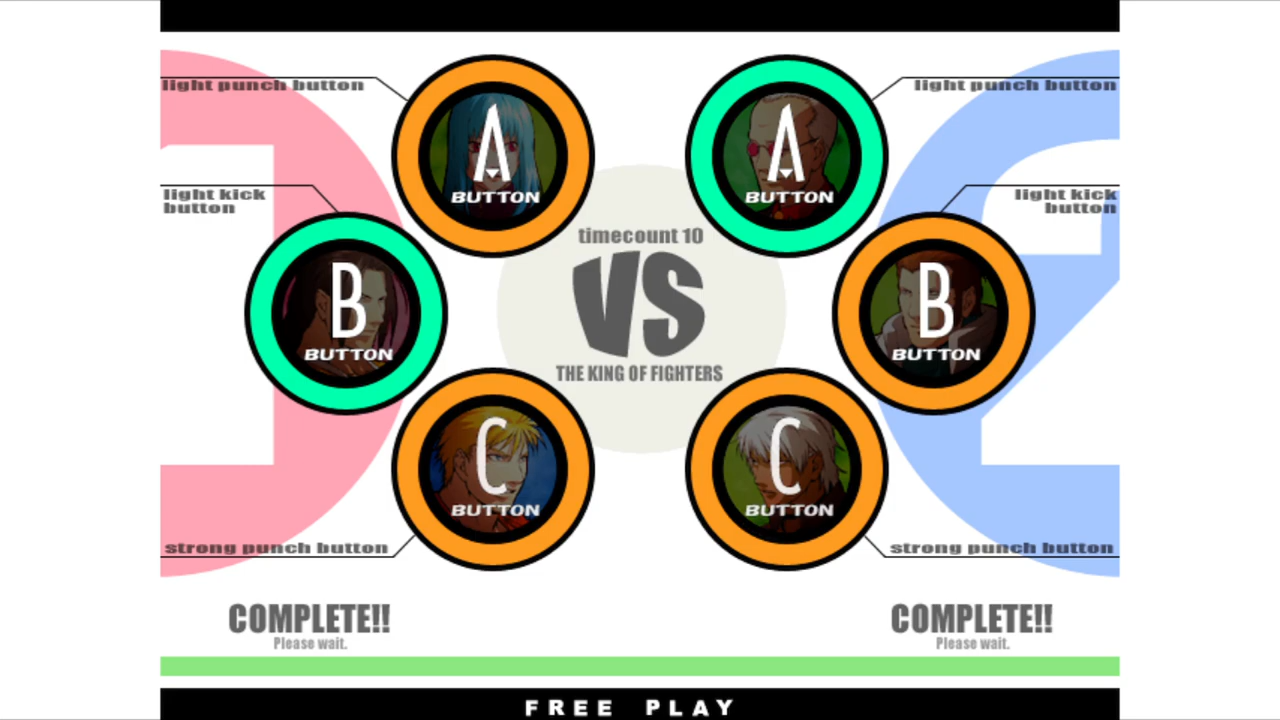 light punch button
A
BUTTON
A
BUTTON
light punch button
light kick
button
B
BUTTON
timecount 10
VS
THE KING OF FIGHTERS
B
BUTTON
light kick
button
C
BUTTON
C
BUTTON
strong punch button
strong punch button
COMPLETE!!
Please wait.
COMPLETE!!
Please wait.
FREE PLAY
1
2